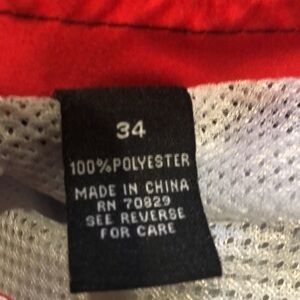 34
100%POLYESTER
MADE IN CHINA
RN 70829
SEE REVERSE
FOR CARE